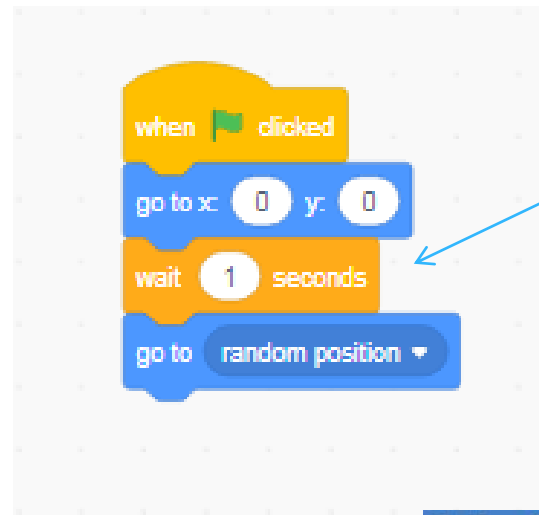 when clicked
go to x: 0 y: 0
wait 1 seconds
go to random position